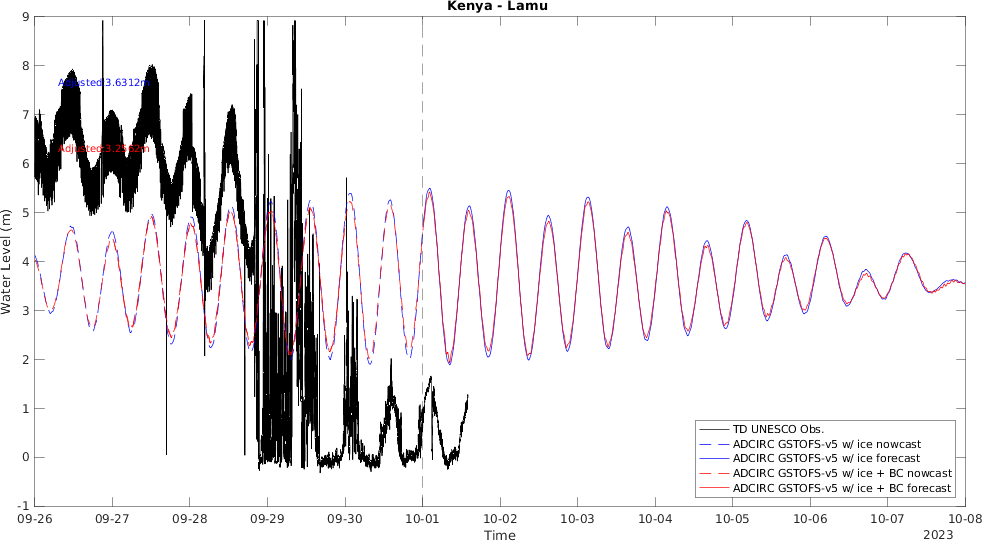 Kenya - Lamu
9
8
7
6
5
4
3
2
1
0
-1
Water Level (m)
Adjusted 3.6312m
TD UNESCO Obs.
ADCIRC GSTOFS-v5 w/ ice nowcast
ADCIRC GSTOFS-v5 w/ ice forecast
ADCIRC GSTOFS-v5 w/ ice + BC nowcast
ADCIRC GSTOFS-v5 w/ ice + BC forecast
09-26 09-27 09-28 09-29 09-30 10-01 10-02 10-03 10-04 10-05 10-06 10-07 10-08
Time
2023